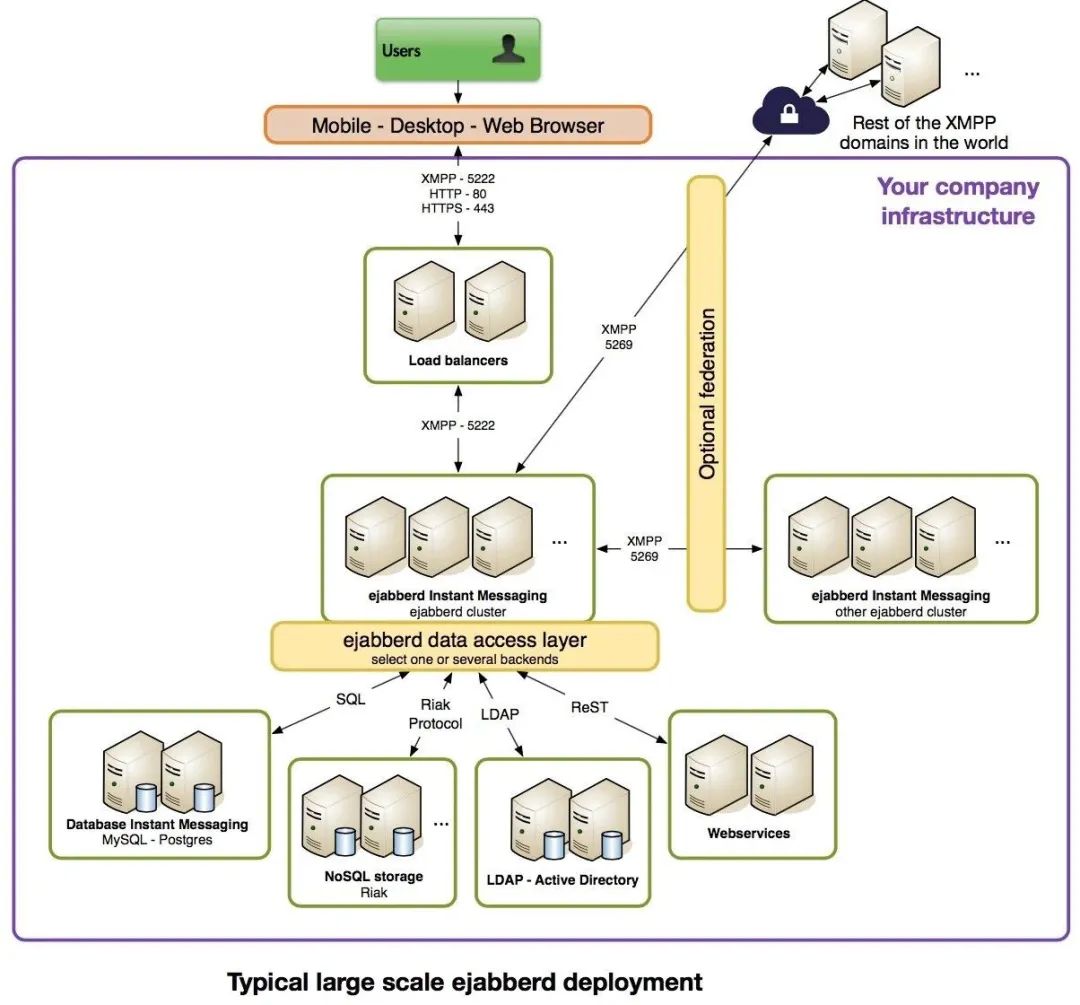 Users
Mobile - Desktop - Web Browser
...
Rest of the XMPP
domains in the world
XMPP - 5222
HTTP - 80
HTTPS - 443
Your company
infrastructure
Load balancers
XMPP
5269
Optional federation
XMPP - 5222
...
XMPP
5269
...
ejabberd Instant Messaging
ejabberd cluster
ejabberd Instant Messaging
other ejabberd cluster
ejabberd data access layer
select one or several backends
SQL
Riak
Protocol
LDAP
ReST
Database Instant Messaging
MySQL - Postgres
...
NoSQL storage
Riak
LDAP - Active Directory
Webservices
Typical large scale ejabberd deployment